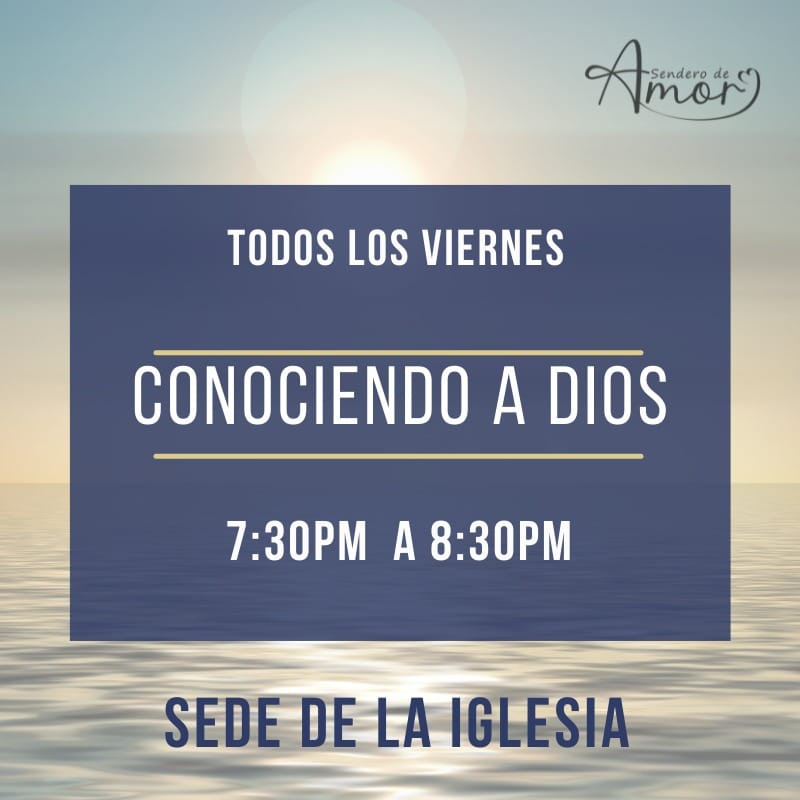 Sendero de
Amor
TODOS LOS VIERNES
CONOCIENDO A DIOS
7:30PM A 8:30PM
SEDE DE LA IGLESIA